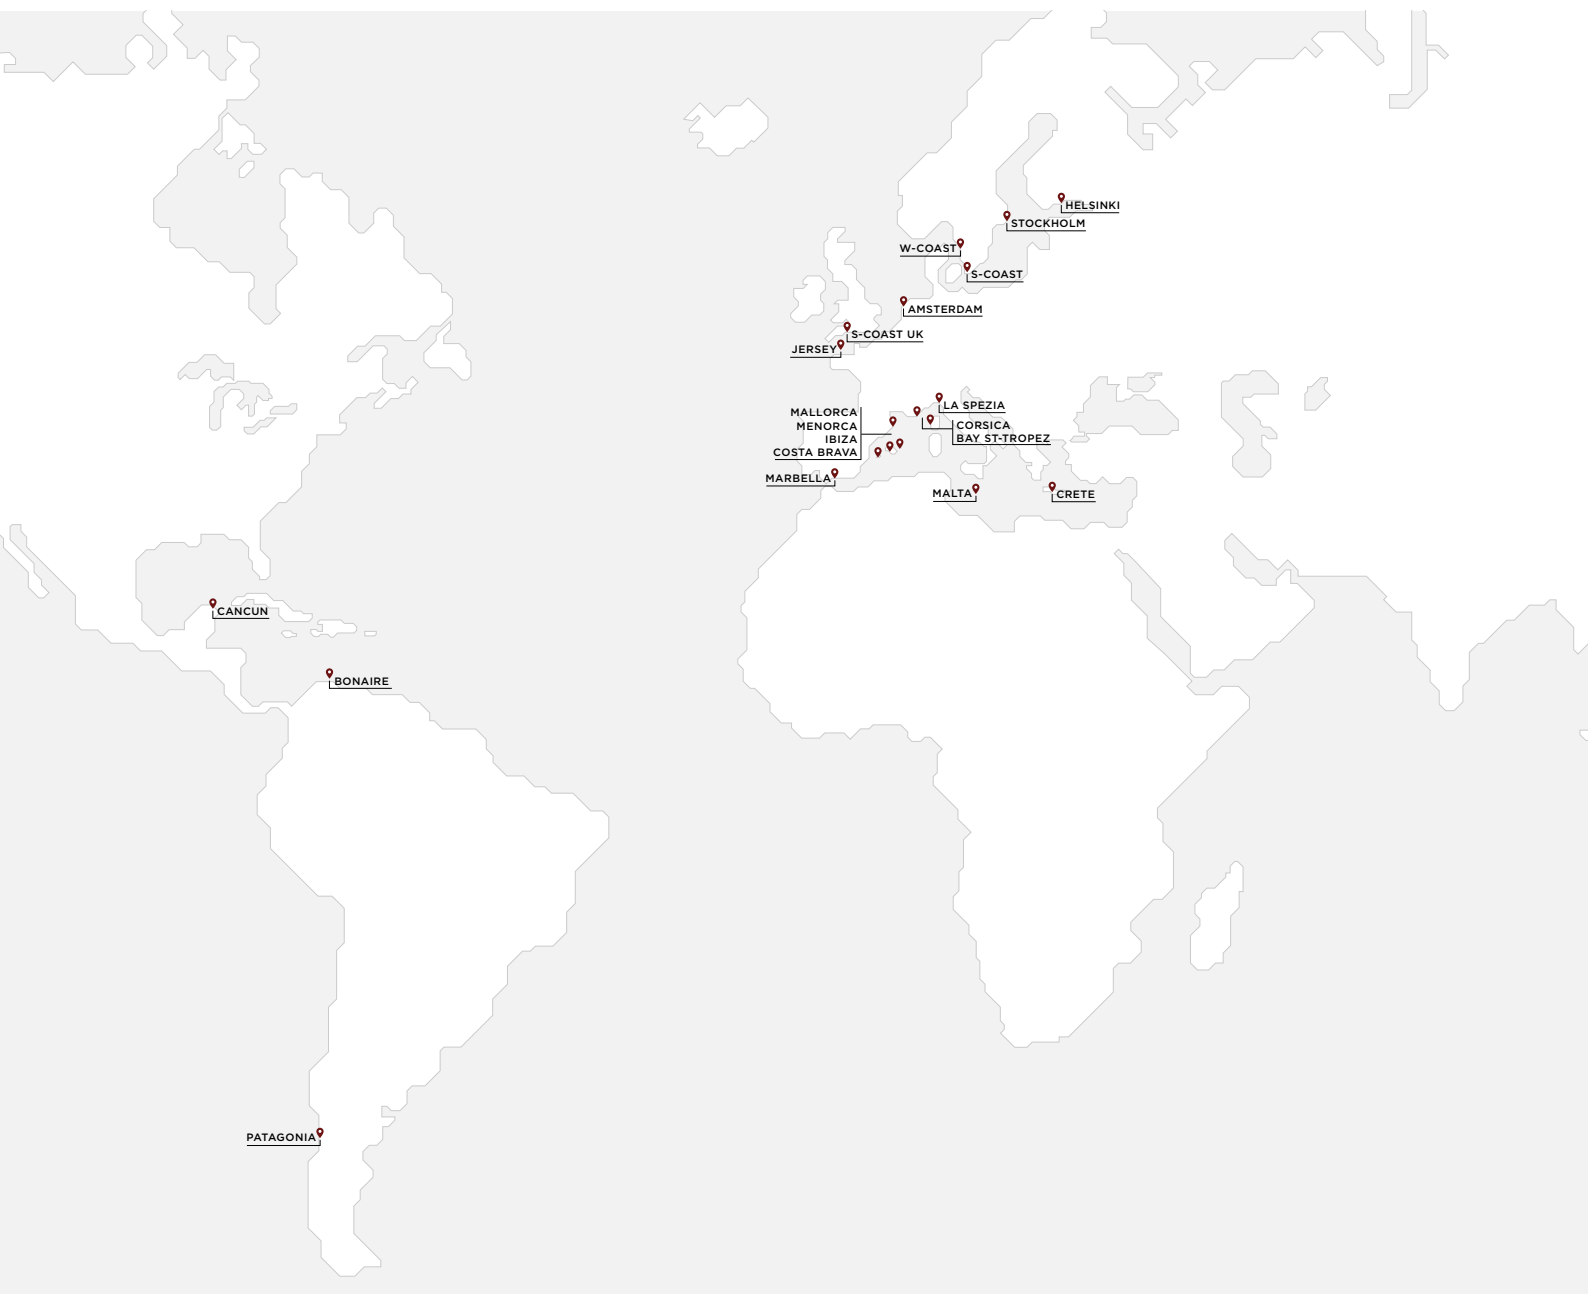 HELSINKI
STOCKHOLM
W-COAST
S-COAST
AMSTERDAM
S-COAST UK
JERSEY
LA SPEZIA
MALLORCA
MENORCA
IBIZA
COSTA BRAVA
CORSICA
BAY ST-TROPEZ
MARBELLA
MALTA
CRETE
CANCUN
BONAIRE
PATAGONIA